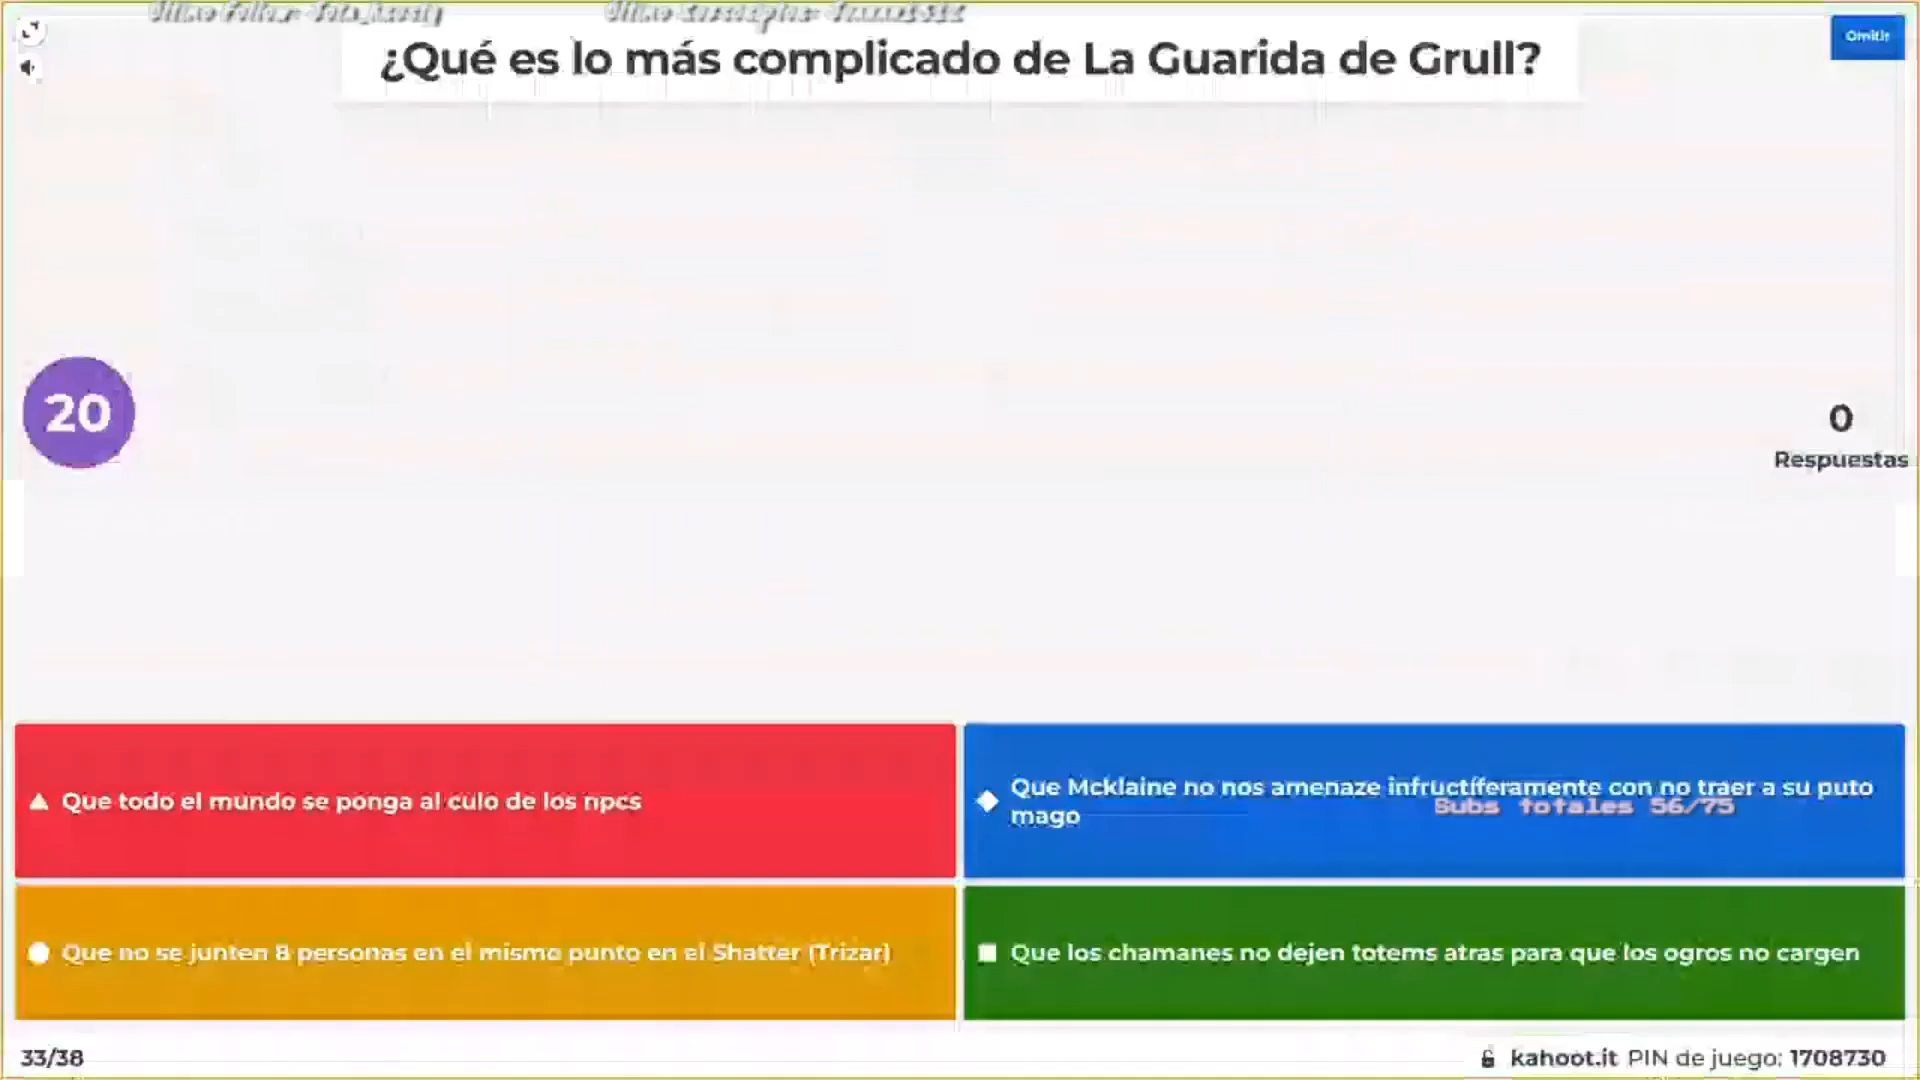 ¿Qué es lo más complicado de La Guarida de Grull?
Omitir
20
0
Respuestas
Que todo el mundo se ponga al culo de los npcs
Que Mcklaine no nos amenaze infructíferamente con no traer a su puto
mago
Subs totales 56/75
Que no se junten 8 personas en el mismo punto en el Shatter (Trizar)
Que los chamanes no dejen totems atras para que los ogros no cargen
33/38
kahoot.it PIN de juego: 1708730